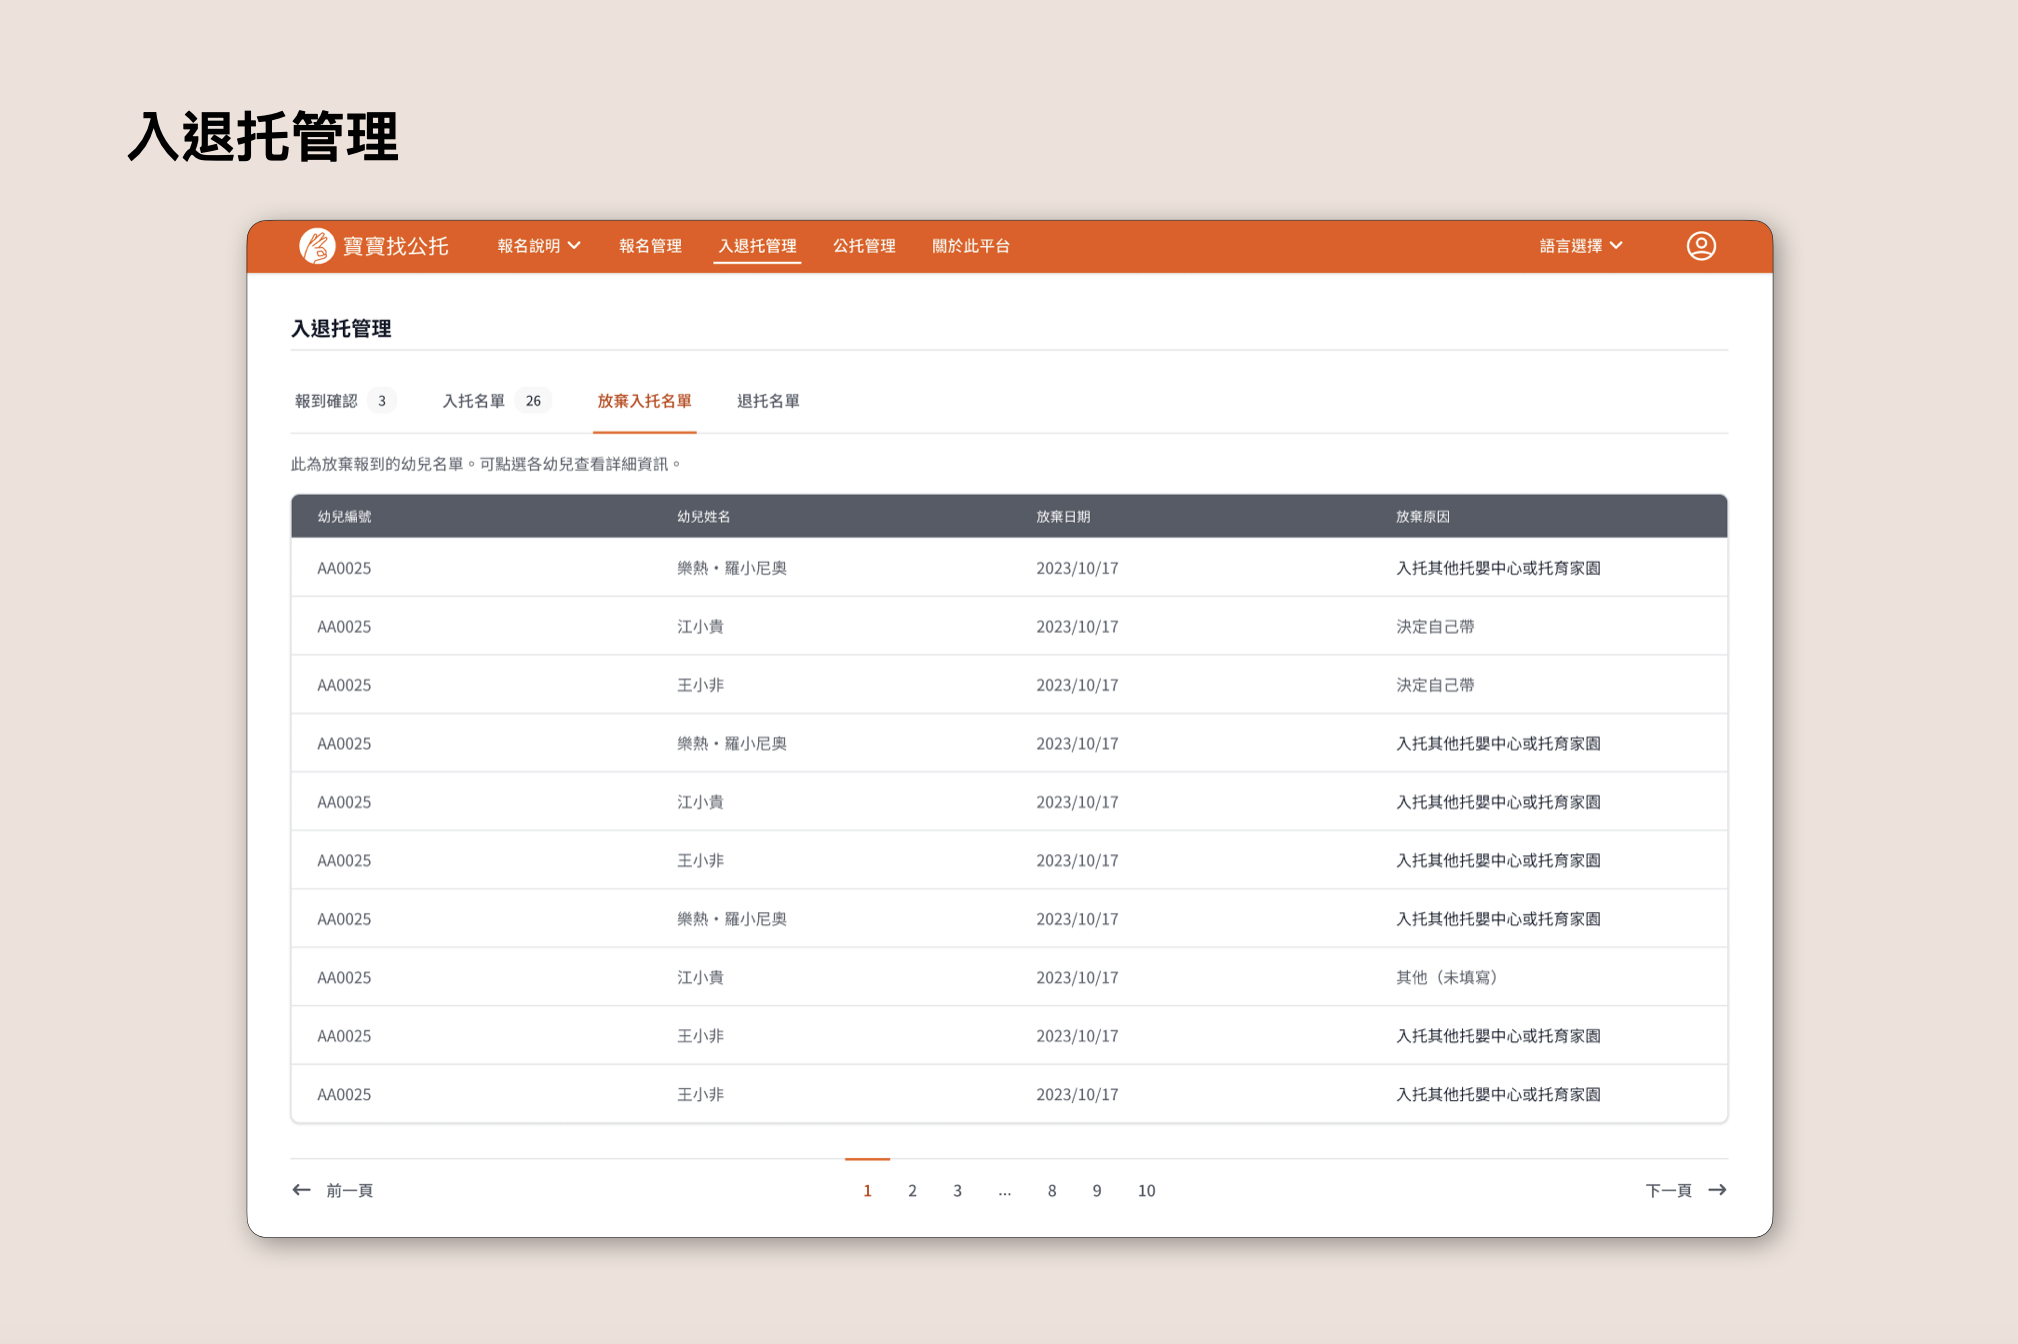 入退托管理
寶寶找公托 報名說明 報名管理 入退托管理 公托管理 關於此平台 語言選擇
入退托管理
報到確認 3 入托名單 26 放棄入托名單 退托名單
此為放棄報到的幼兒名單。可點選各幼兒查看詳細資訊。
幼兒編號 幼兒姓名 放棄日期 放棄原因
AA0025 樂熱・羅小尼奧 2023/10/17 入托其他托嬰中心或托育家園
AA0025 江小貴 2023/10/17 決定自己帶
AA0025 王小非 2023/10/17 決定自己帶
AA0025 樂熱・羅小尼奧 2023/10/17 入托其他托嬰中心或托育家園
AA0025 江小貴 2023/10/17 入托其他托嬰中心或托育家園
AA0025 王小非 2023/10/17 入托其他托嬰中心或托育家園
AA0025 樂熱・羅小尼奧 2023/10/17 入托其他托嬰中心或托育家園
AA0025 江小貴 2023/10/17 其他（未填寫）
AA0025 王小非 2023/10/17 入托其他托嬰中心或托育家園
AA0025 王小非 2023/10/17 入托其他托嬰中心或托育家園
← 前一頁 1 2 3 ... 8 9 10 下一頁 →